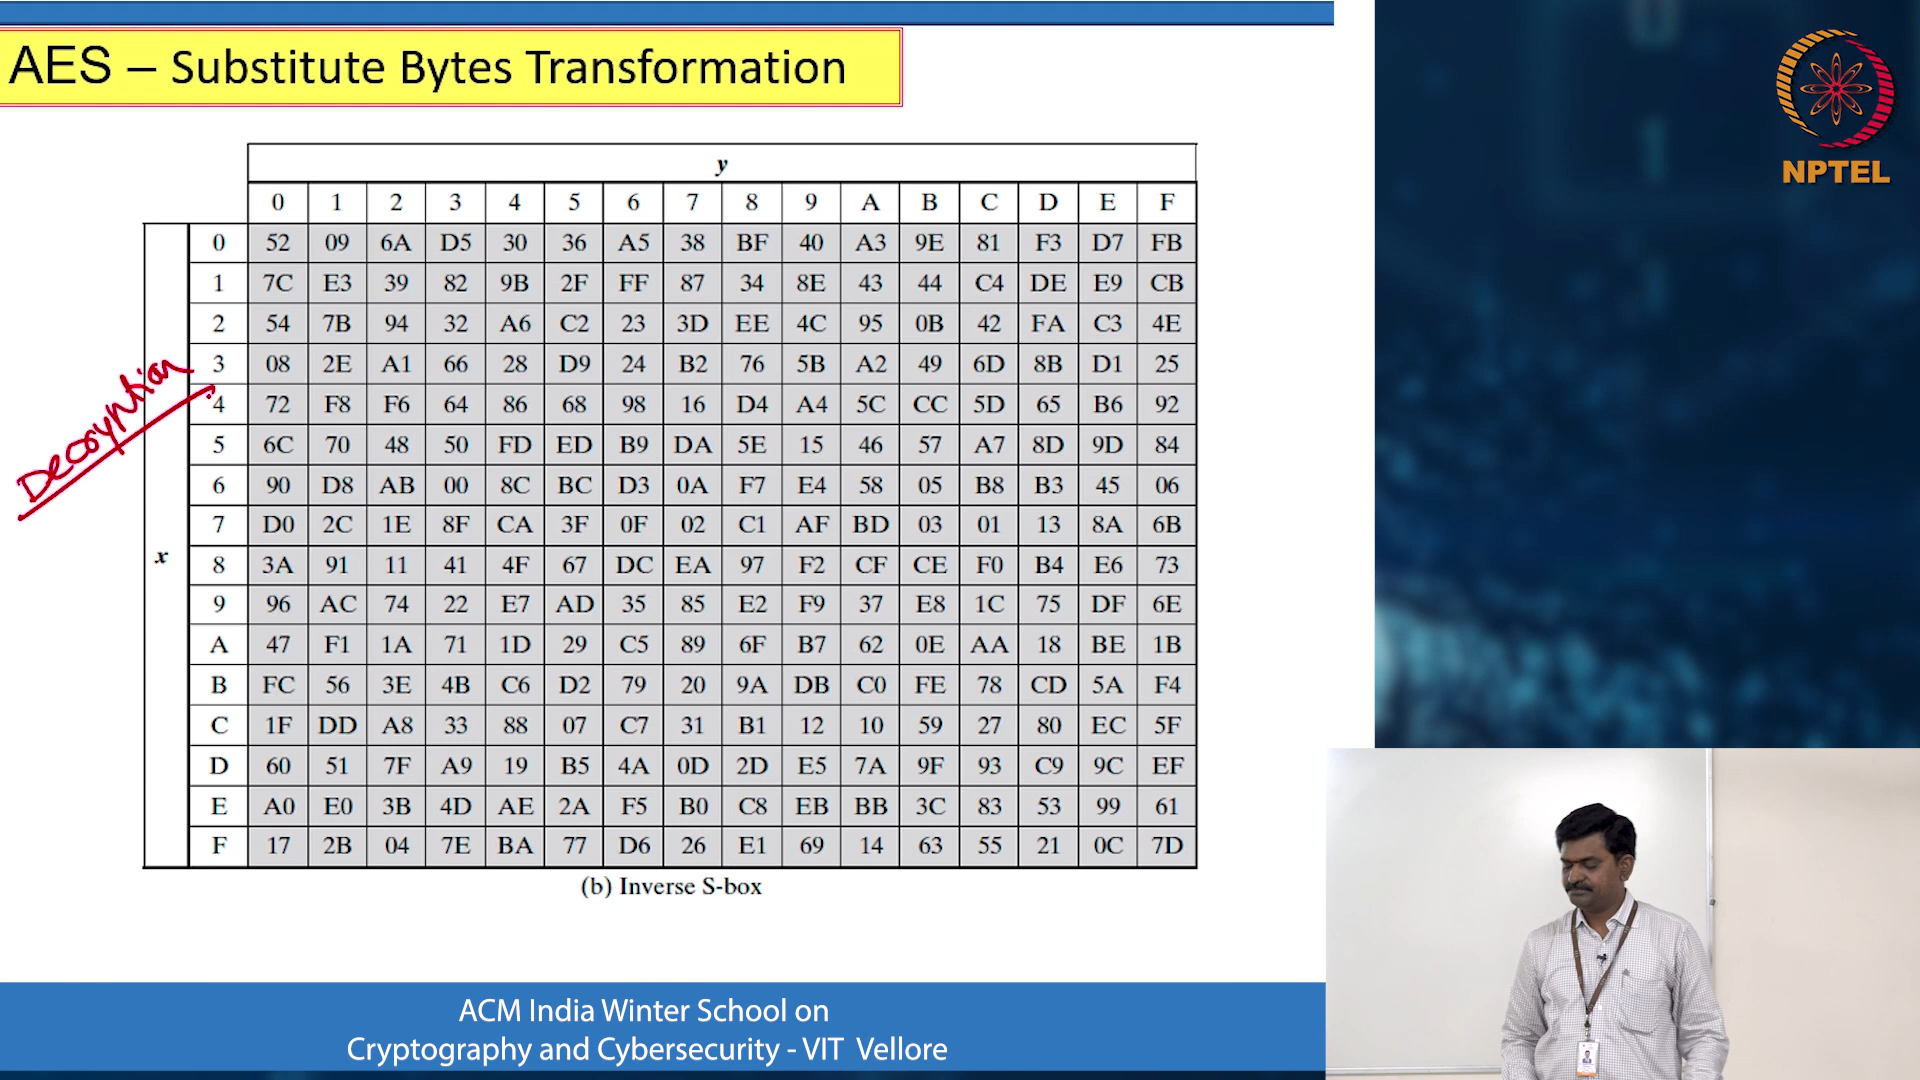 AES – Substitute Bytes Transformation
NPTEL
y
0 1 2 3 4 5 6 7 8 9 A B C D E F
0 52 09 6A D5 30 36 A5 38 BF 40 A3 9E 81 F3 D7 FB
1 7C E3 39 82 9B 2F FF 87 34 8E 43 44 C4 DE E9 CB
2 54 7B 94 32 A6 C2 23 3D EE 4C 95 0B 42 FA C3 4E
3 08 2E A1 66 28 D9 24 B2 76 5B A2 49 6D 8B D1 25
Decryption
4 72 F8 F6 64 86 68 98 16 D4 A4 5C CC 5D 65 B6 92
5 6C 70 48 50 FD ED B9 DA 5E 15 46 57 A7 8D 9D 84
6 90 D8 AB 00 8C BC D3 0A F7 E4 58 05 B8 B3 45 06
7 D0 2C 1E 8F CA 3F 0F 02 C1 AF BD 03 01 13 8A 6B
x
8 3A 91 11 41 4F 67 DC EA 97 F2 CF CE F0 B4 E6 73
9 96 AC 74 22 E7 AD 35 85 E2 F9 37 E8 1C 75 DF 6E
A 47 F1 1A 71 1D 29 C5 89 6F B7 62 0E AA 18 BE 1B
B FC 56 3E 4B C6 D2 79 20 9A DB C0 FE 78 CD 5A F4
C 1F DD A8 33 88 07 C7 31 B1 12 10 59 27 80 EC 5F
D 60 51 7F A9 19 B5 4A 0D 2D E5 7A 9F 93 C9 9C EF
E A0 E0 3B 4D AE 2A F5 B0 C8 EB BB 3C 83 53 99 61
F 17 2B 04 7E BA 77 D6 26 E1 69 14 63 55 21 0C 7D
(b) Inverse S-box
ACM India Winter School on
Cryptography and Cybersecurity - VIT Vellore